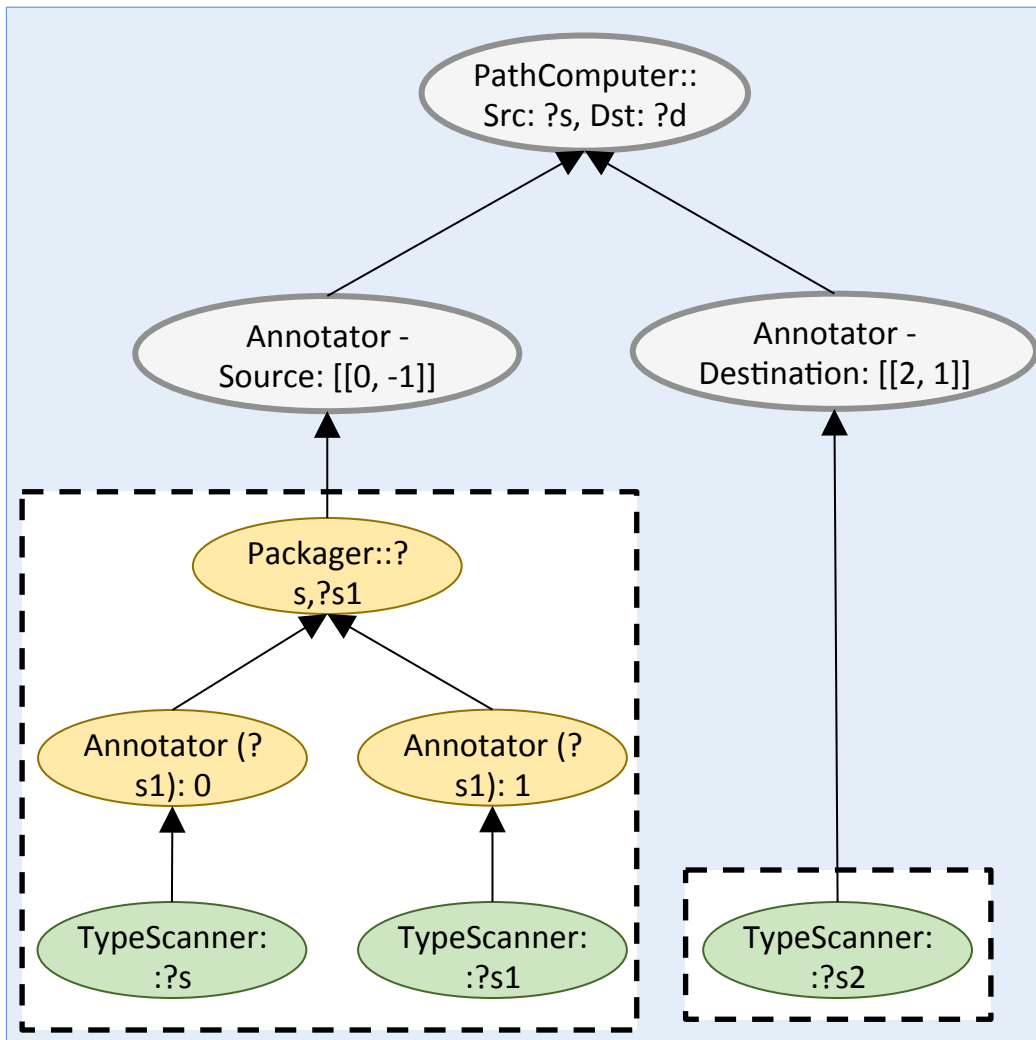 PathComputer::
Src: ?s, Dst: ?d
Annotator -
Source: [[0, -1]]
Annotator -
Destination: [[2, 1]]
Packager::?
s,?s1
Annotator (?
s1): 0
Annotator (?
s1): 1
TypeScanner:
:?s
TypeScanner:
:?s1
TypeScanner:
:?s2